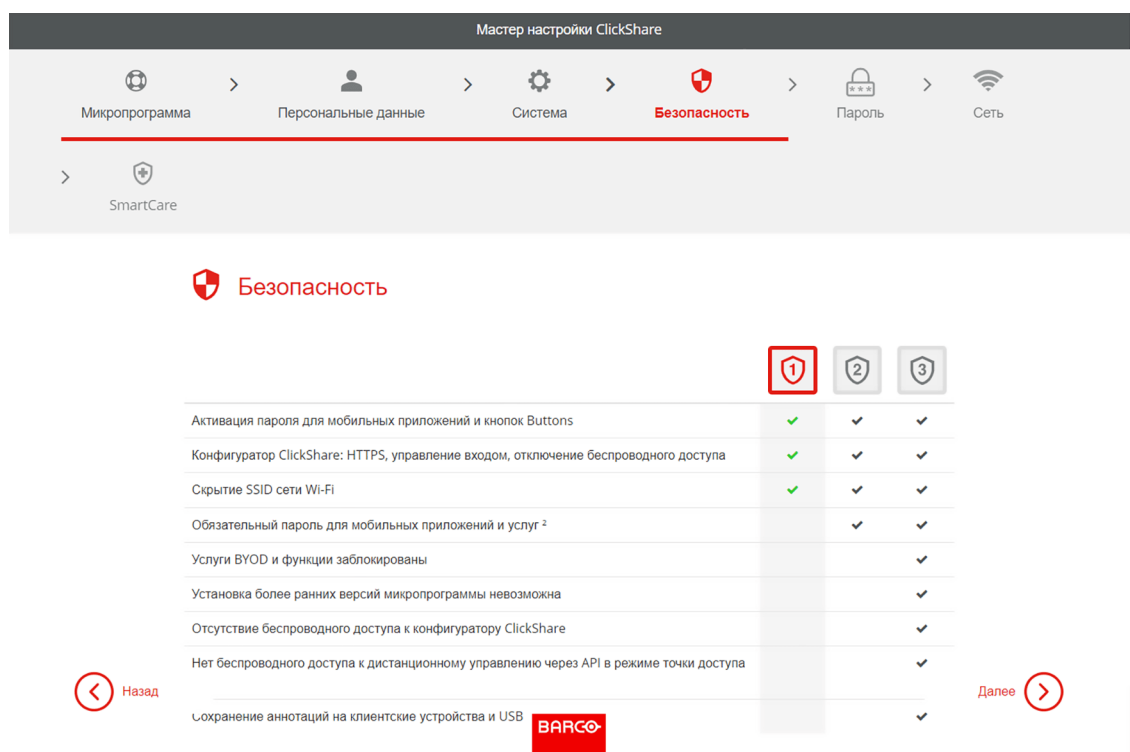 Мастер настройки ClickShare
Микропрограмма
Персональные данные
Система
Безопасность
Пароль
Сеть
SmartCare
Безопасность
1 2 3
Активация пароля для мобильных приложений и кнопок Buttons
Конфигуратор ClickShare: HTTPS, управление входом, отключение беспроводного доступа
Скрытие SSID сети Wi-Fi
Обязательный пароль для мобильных приложений и услуг ²
Услуги BYOD и функции заблокированы
Установка более ранних версий микропрограммы невозможна
Отсутствие беспроводного доступа к конфигуратору ClickShare
Нет беспроводного доступа к дистанционному управлению через API в режиме точки доступа
Назад
Далее
Сохранение аннотаций на клиентские устройства и USB
BARCO